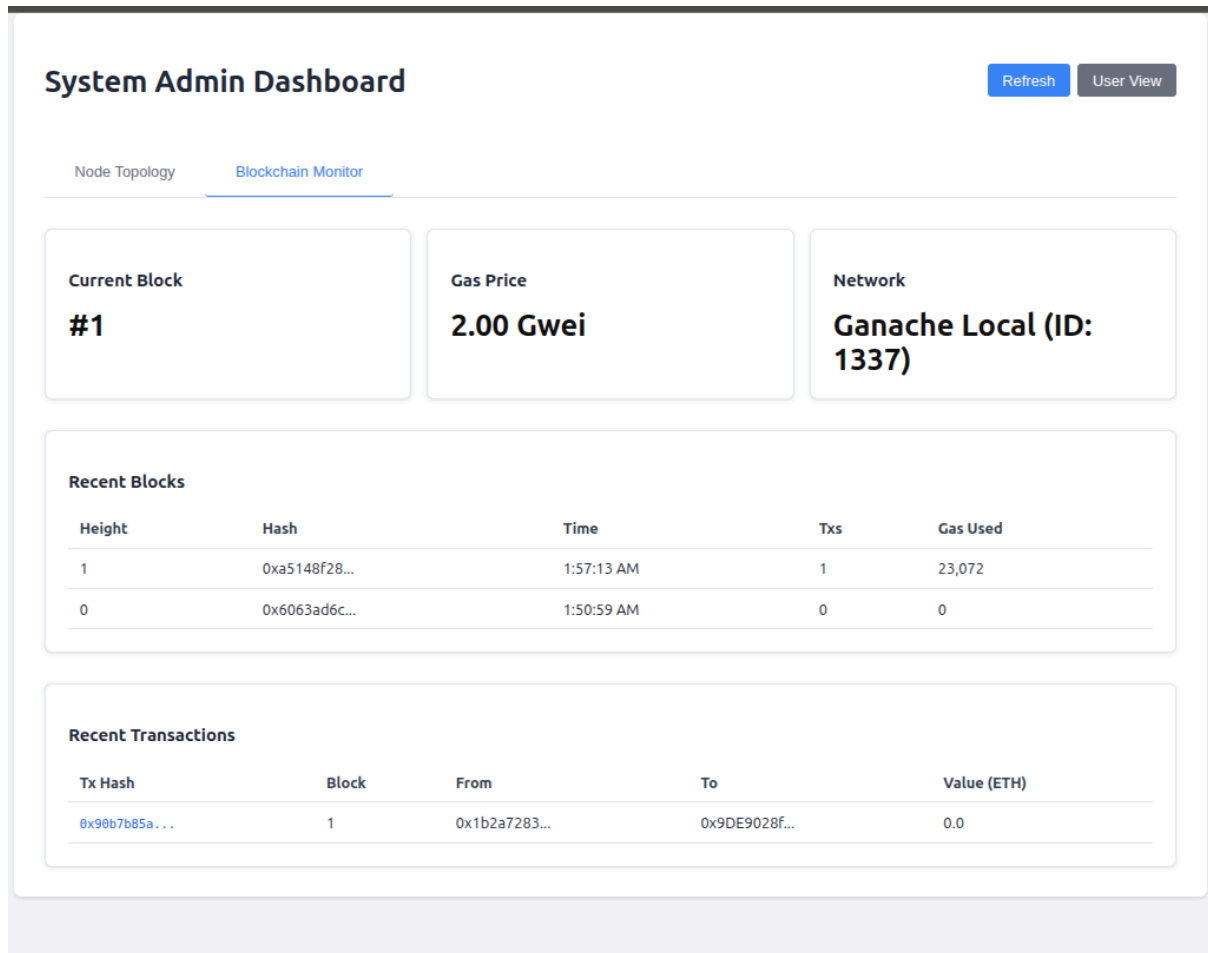 System Admin Dashboard
Refresh
User View
Node Topology
Blockchain Monitor
Current Block
#1
Gas Price
2.00 Gwei
Network
Ganache Local (ID:
1337)
Recent Blocks
Height Hash Time Txs Gas Used
1 0xa5148f28... 1:57:13 AM 1 23,072
0 0x6063ad6c... 1:50:59 AM 0 0
Recent Transactions
Tx Hash Block From To Value (ETH)
0x90b7b85a... 1 0x1b2a7283... 0x9DE9028f... 0.0